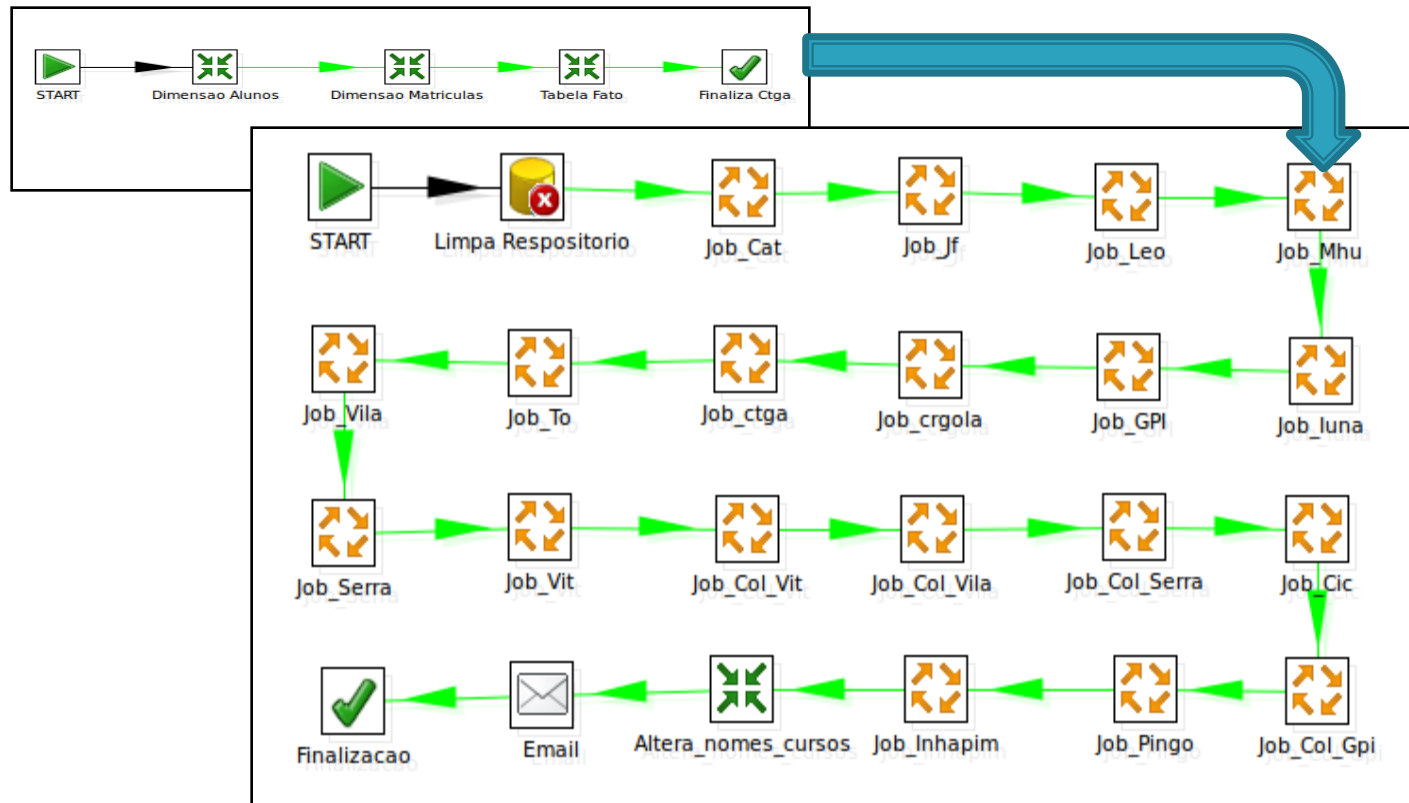 START
Dimensao Alunos
Dimensao Matriculas
Tabela Fato
Finaliza Ctga
START
Limpa Respositorio
Job_Cat
Job_Jf
Job_Leo
Job_Mhu
Job_Vila
Job_To
Job_ctga
Job_crgola
Job_GPI
Job_Iuna
Job_Serra
Job_Vit
Job_Col_Vit
Job_Col_Vila
Job_Col_Serra
Job_Cic
Finalizacao
Email
Altera_nomes_cursos
Job_Inhapim
Job_Pingo
Job_Col_Gpi